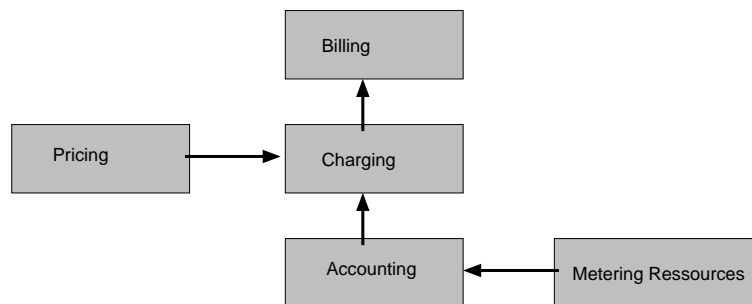 Billing
Pricing
Charging
Accounting
Metering Ressources